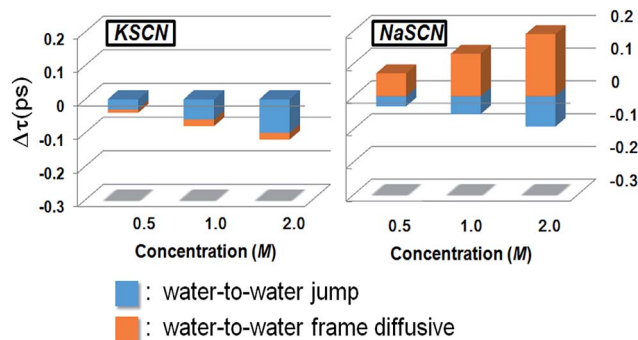 KSCN
NaSCN
Δτ(ps)
0.2
0.1
0
-0.1
-0.2
-0.3
0.2
0.1
0
-0.1
-0.2
-0.3
0.5 1.0 2.0
0.5 1.0 2.0
Concentration (M)
Concentration (M)
: water-to-water jump
: water-to-water frame diffusive